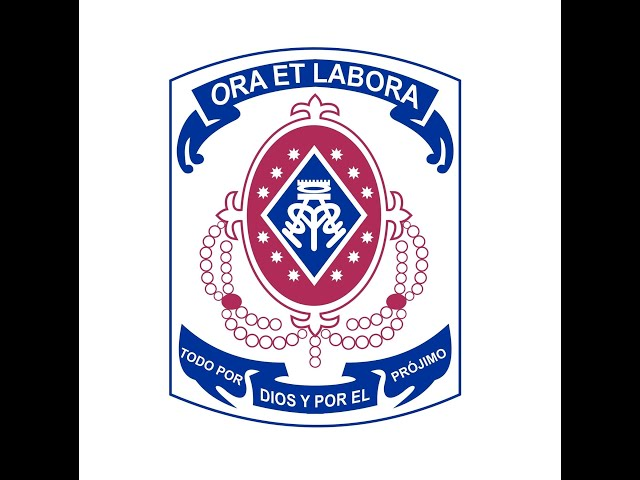 ORA ET LABORA
TODO POR
DIOS Y POR EL
PRÓJIMO